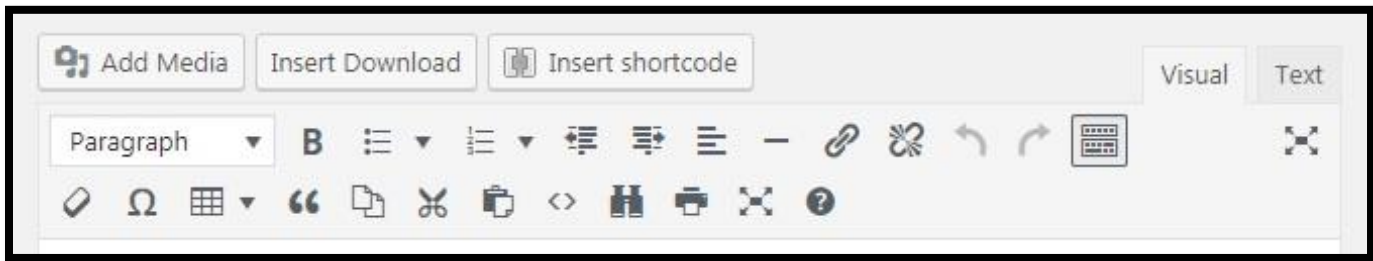 Add Media Insert Download Insert shortcode
Visual Text
Paragraph B
Ω